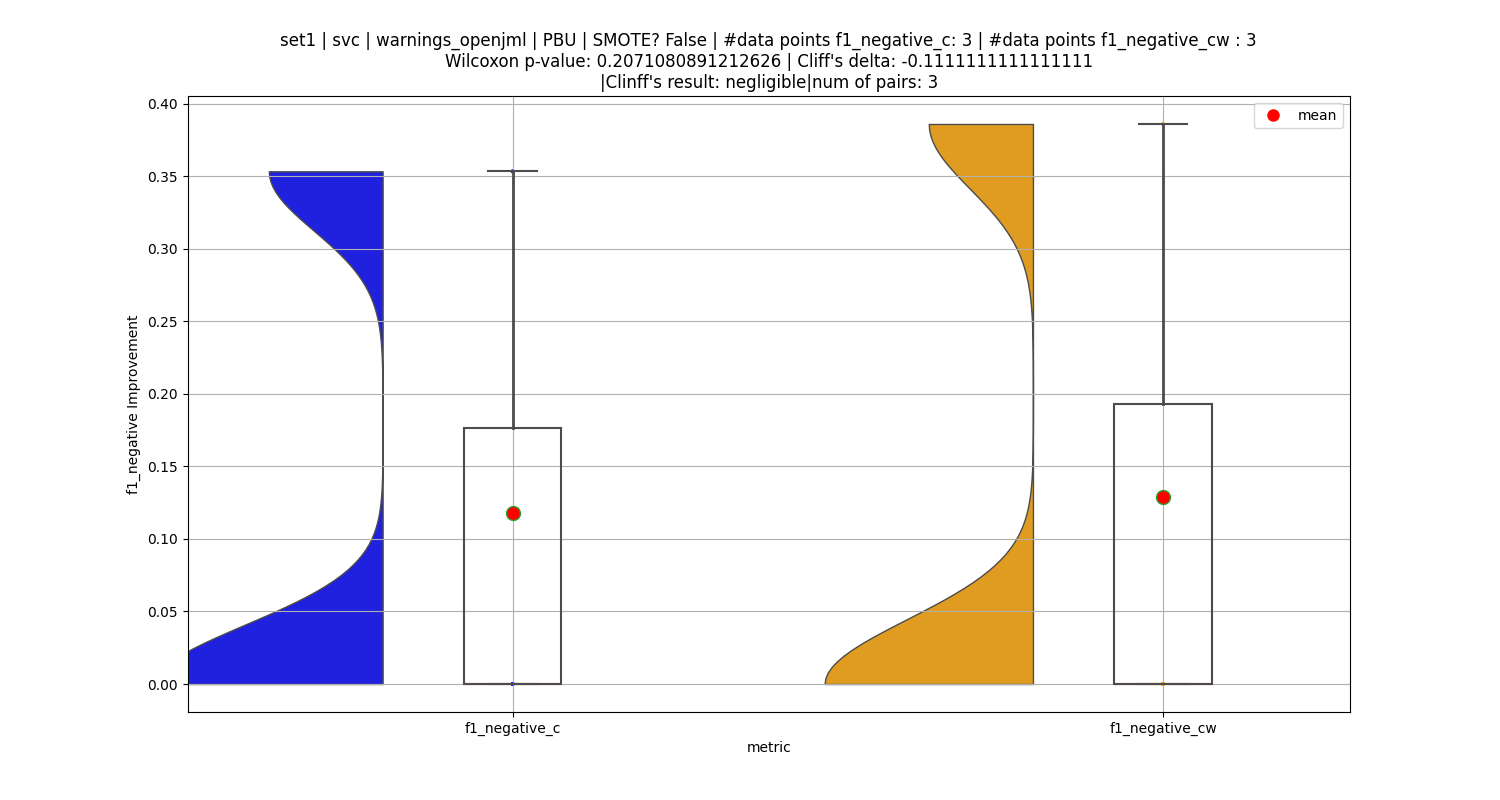 set1 | svc | warnings_openjml | PBU | SMOTE? False | #data points f1_negative_c: 3 | #data points f1_negative_cw : 3
Wilcoxon p-value: 0.2071080891212626 | Cliff's delta: -0.1111111111111111
|Clinff's result: negligible|num of pairs: 3
mean
0.40
0.35
0.30
0.25
0.20
0.15
0.10
0.05
0.00
f1_negative Improvement
f1_negative_c
f1_negative_cw
metric